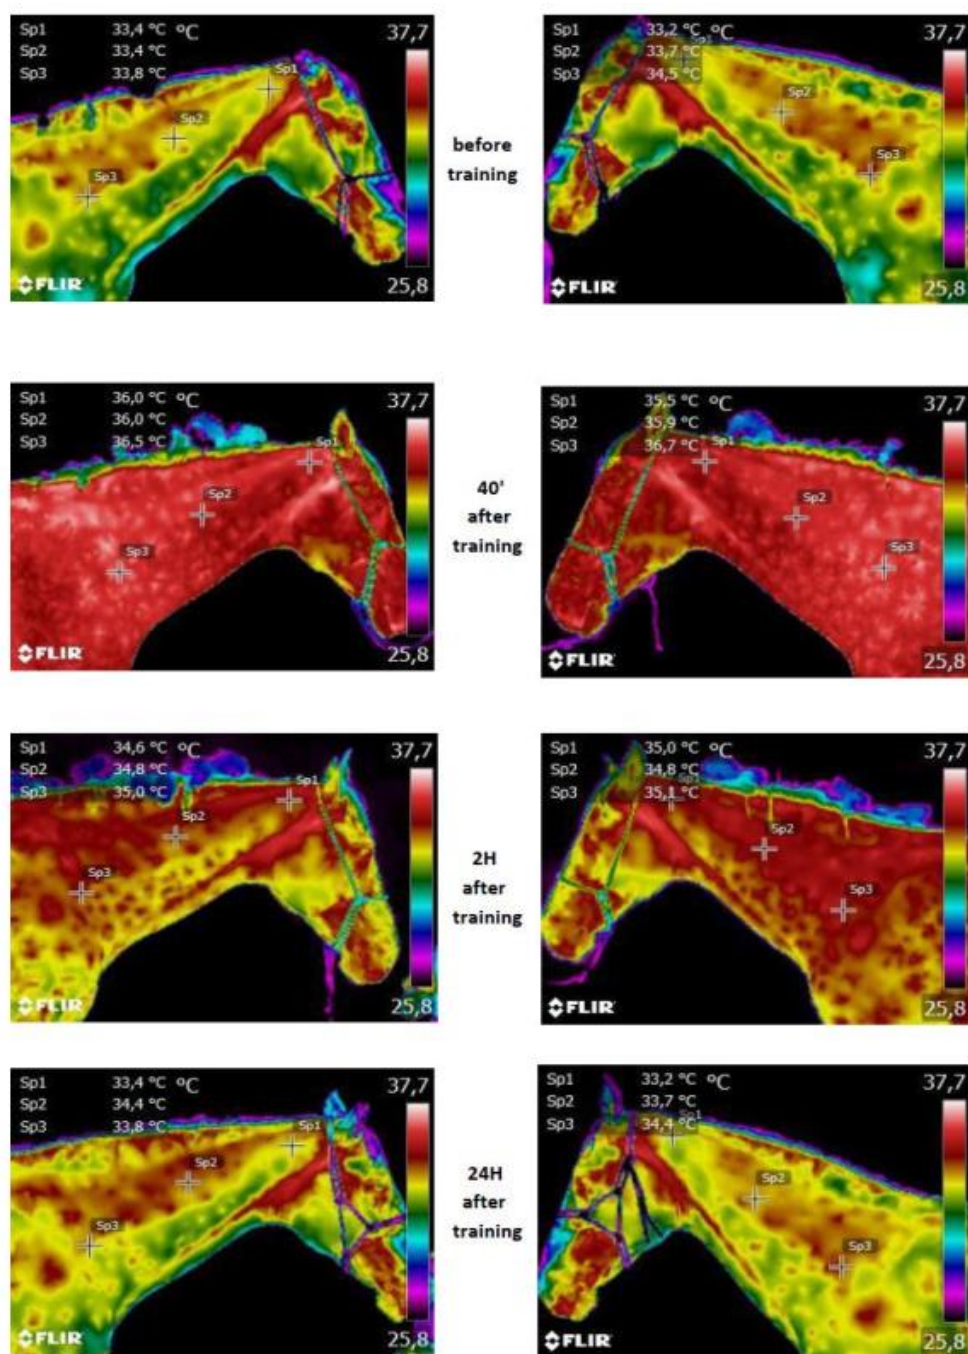 Sp1 33,4 °C °C 37,7
Sp2 33,4 °C
Sp3 33,8 °C
Sp1
Sp2
Sp3
FLIR 25,8
before
training
Sp1 33,2 °C °C 37,7
Sp2 33,7 °C
Sp3 34,5 °C
Sp1
Sp2
Sp3
FLIR 25,8
Sp1 36,0 °C °C 37,7
Sp2 36,0 °C
Sp3 36,5 °C
Sp1
Sp2
Sp3
FLIR 25,8
40'
after
training
Sp1 35,5 °C °C 37,7
Sp2 35,9 °C
Sp3 36,7 °C
Sp1
Sp2
Sp3
FLIR 25,8
Sp1 34,6 °C °C 37,7
Sp2 34,8 °C
Sp3 35,0 °C
Sp1
Sp2
Sp3
FLIR 25,8
2H
after
training
Sp1 35,0 °C °C 37,7
Sp2 34,8 °C
Sp3 35,1 °C
Sp1
Sp2
Sp3
FLIR 25,8
Sp1 33,4 °C °C 37,7
Sp2 34,4 °C
Sp3 33,8 °C
Sp1
Sp2
Sp3
FLIR 25,8
24H
after
training
Sp1 33,2 °C °C 37,7
Sp2 33,7 °C
Sp3 34,4 °C
Sp1
Sp2
Sp3
FLIR 25,8